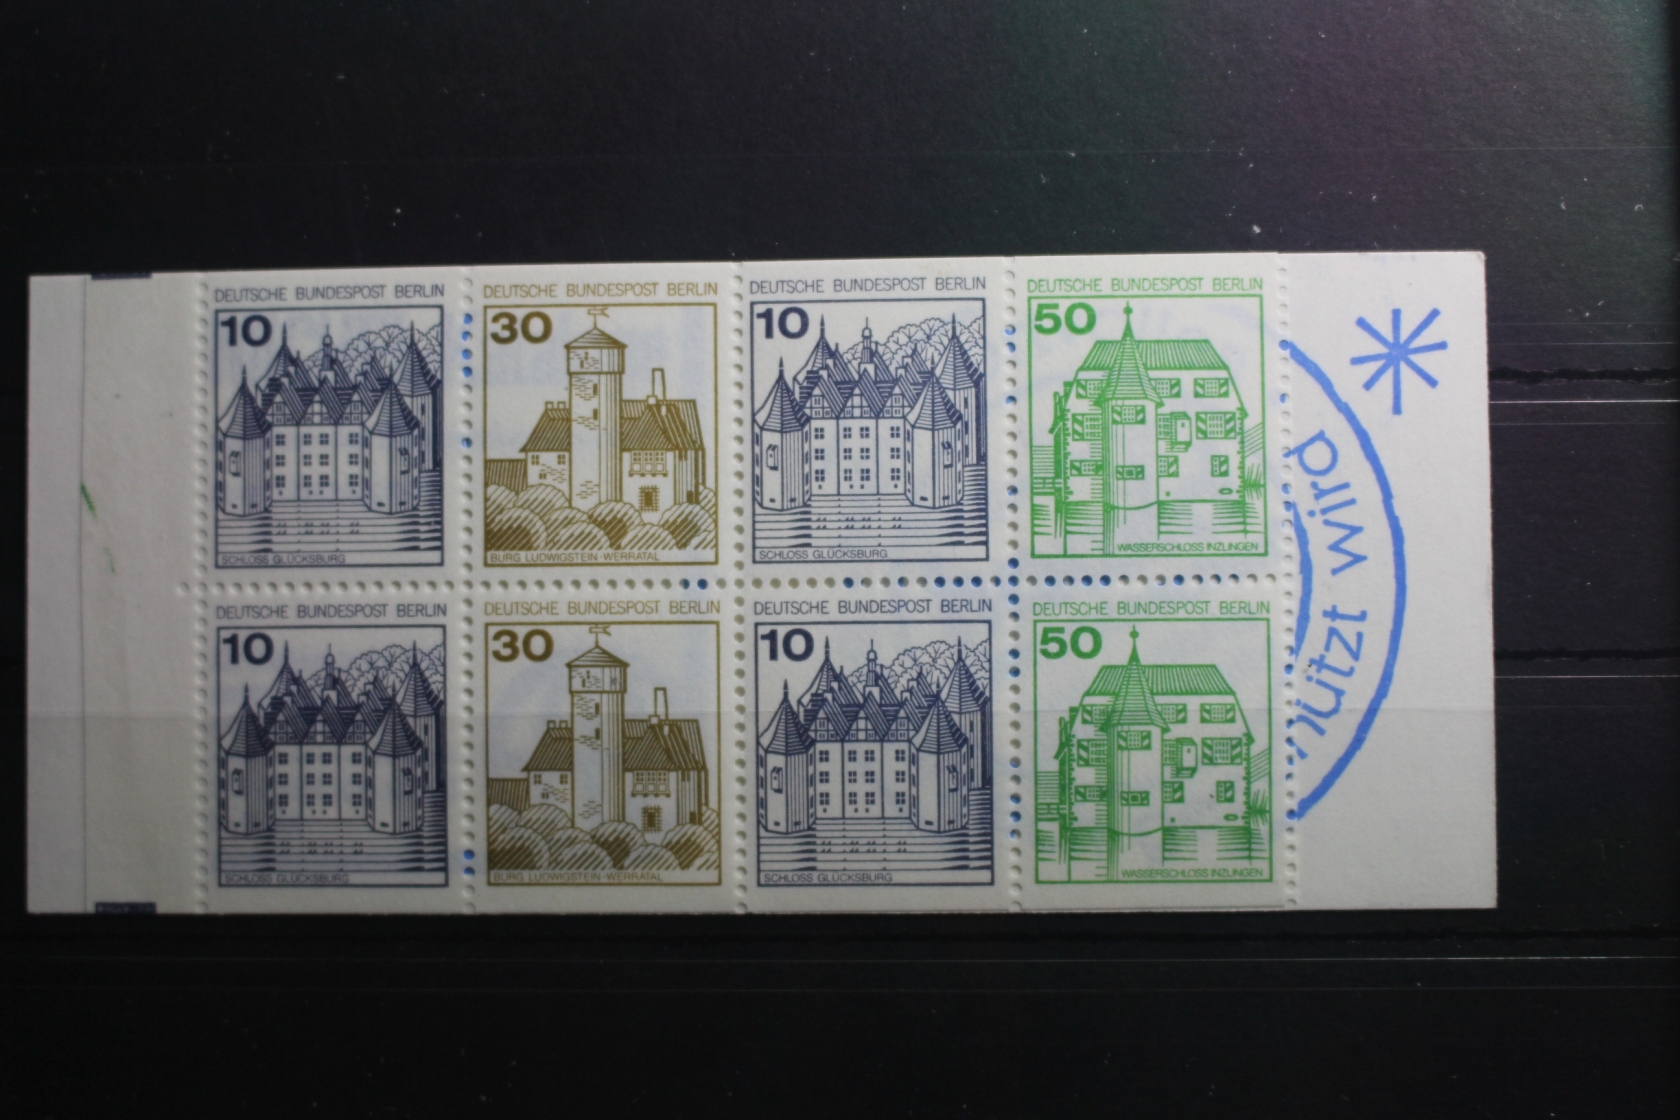 DEUTSCHE BUNDESPOST BERLIN
10
SCHLOSS GLÜCKSBURG
DEUTSCHE BUNDESPOST BERLIN
30
BURG LUDWIGSTEIN·WERRATAL
DEUTSCHE BUNDESPOST BERLIN
10
SCHLOSS GLÜCKSBURG
DEUTSCHE BUNDESPOST BERLIN
50
WASSERSCHLOSS INZLINGEN
DEUTSCHE BUNDESPOST BERLIN
10
SCHLOSS GLÜCKSBURG
DEUTSCHE BUNDESPOST BERLIN
30
BURG LUDWIGSTEIN·WERRATAL
DEUTSCHE BUNDESPOST BERLIN
10
SCHLOSS GLÜCKSBURG
DEUTSCHE BUNDESPOST BERLIN
50
WASSERSCHLOSS INZLINGEN
nützt wird